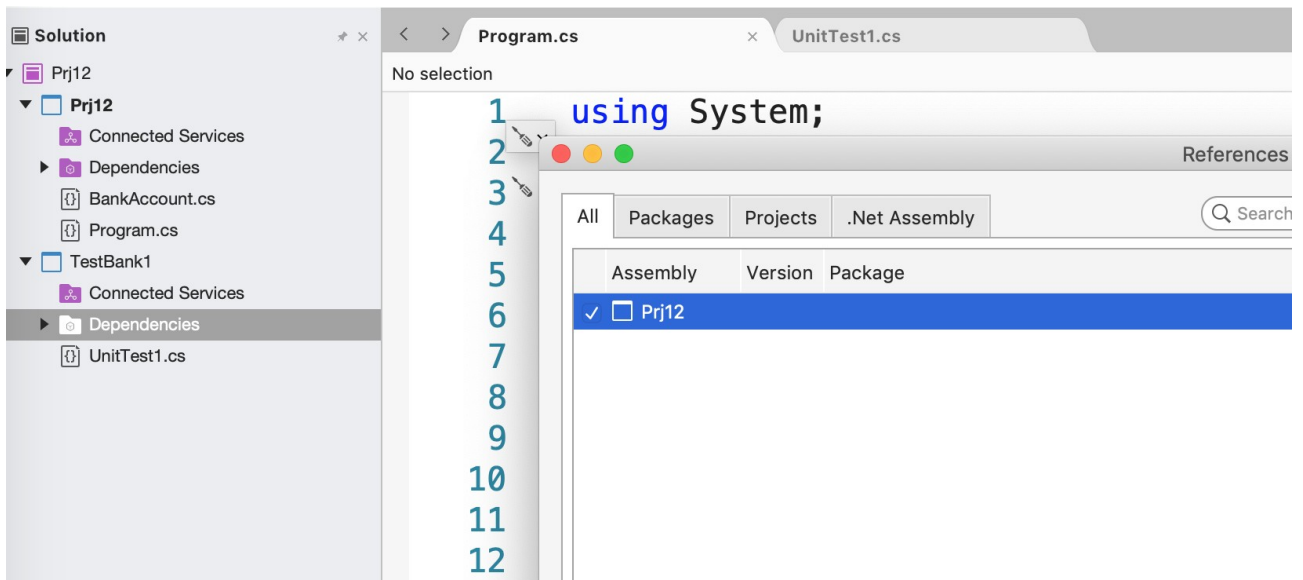 Solution
Prj12
Prj12
Connected Services
Dependencies
BankAccount.cs
Program.cs
TestBank1
Connected Services
Dependencies
UnitTest1.cs
Program.cs UnitTest1.cs
No selection
1 using System;
2
3
4
5
6
7
8
9
10
11
12
References
All Packages Projects .Net Assembly
Search
Assembly Version Package
Prj12